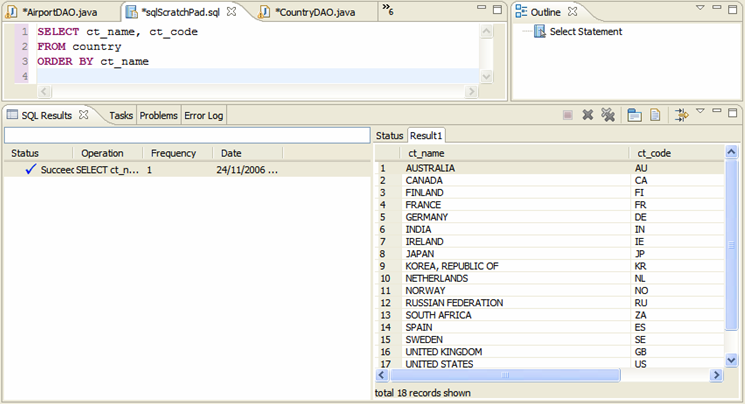 *AirportDAO.java *sqlScratchPad.sql *CountryDAO.java 6 Outline
1 SELECT ct_name, ct_code
2 FROM country
3 ORDER BY ct_name
4
Select Statement
SQL Results Tasks Problems Error Log
Status Operation Frequency Date
Succeec SELECT ct_n... 1 24/11/2006 ...
Status Result1
ct_name ct_code
1 AUSTRALIA AU
2 CANADA CA
3 FINLAND FI
4 FRANCE FR
5 GERMANY DE
6 INDIA IN
7 IRELAND IE
8 JAPAN JP
9 KOREA, REPUBLIC OF KR
10 NETHERLANDS NL
11 NORWAY NO
12 RUSSIAN FEDERATION RU
13 SOUTH AFRICA ZA
14 SPAIN ES
15 SWEDEN SE
16 UNITED KINGDOM GB
17 UNITED STATES US
total 18 records shown